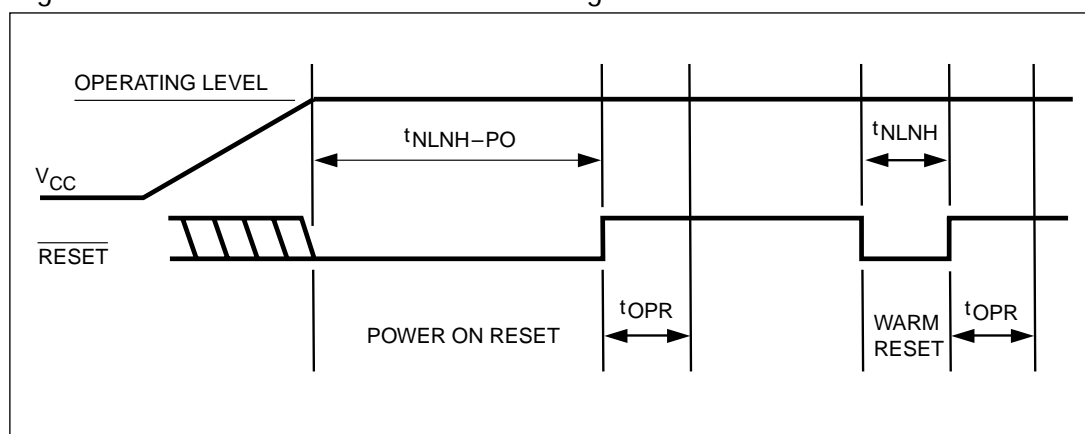 OPERATING LEVEL
tNLNH–PO
tNLNH
VCC
RESET
tOPR
tOPR
POWER ON RESET
WARM
RESET